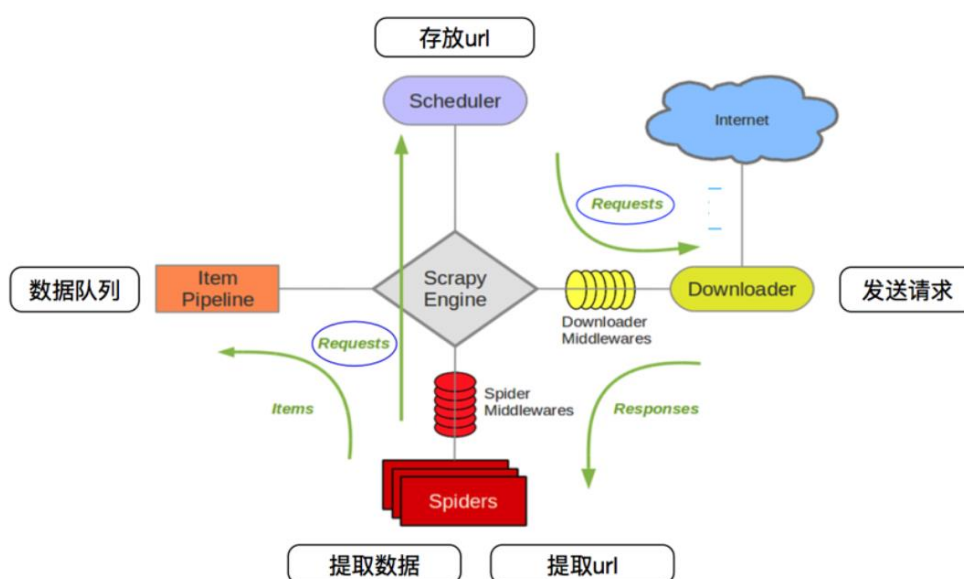 存放url
Scheduler
Internet
Requests
数据队列
Item
Pipeline
Scrapy
Engine
Downloader
发送请求
Downloader
Middlewares
Requests
Items
Spider
Middlewares
Responses
Spiders
提取数据
提取url